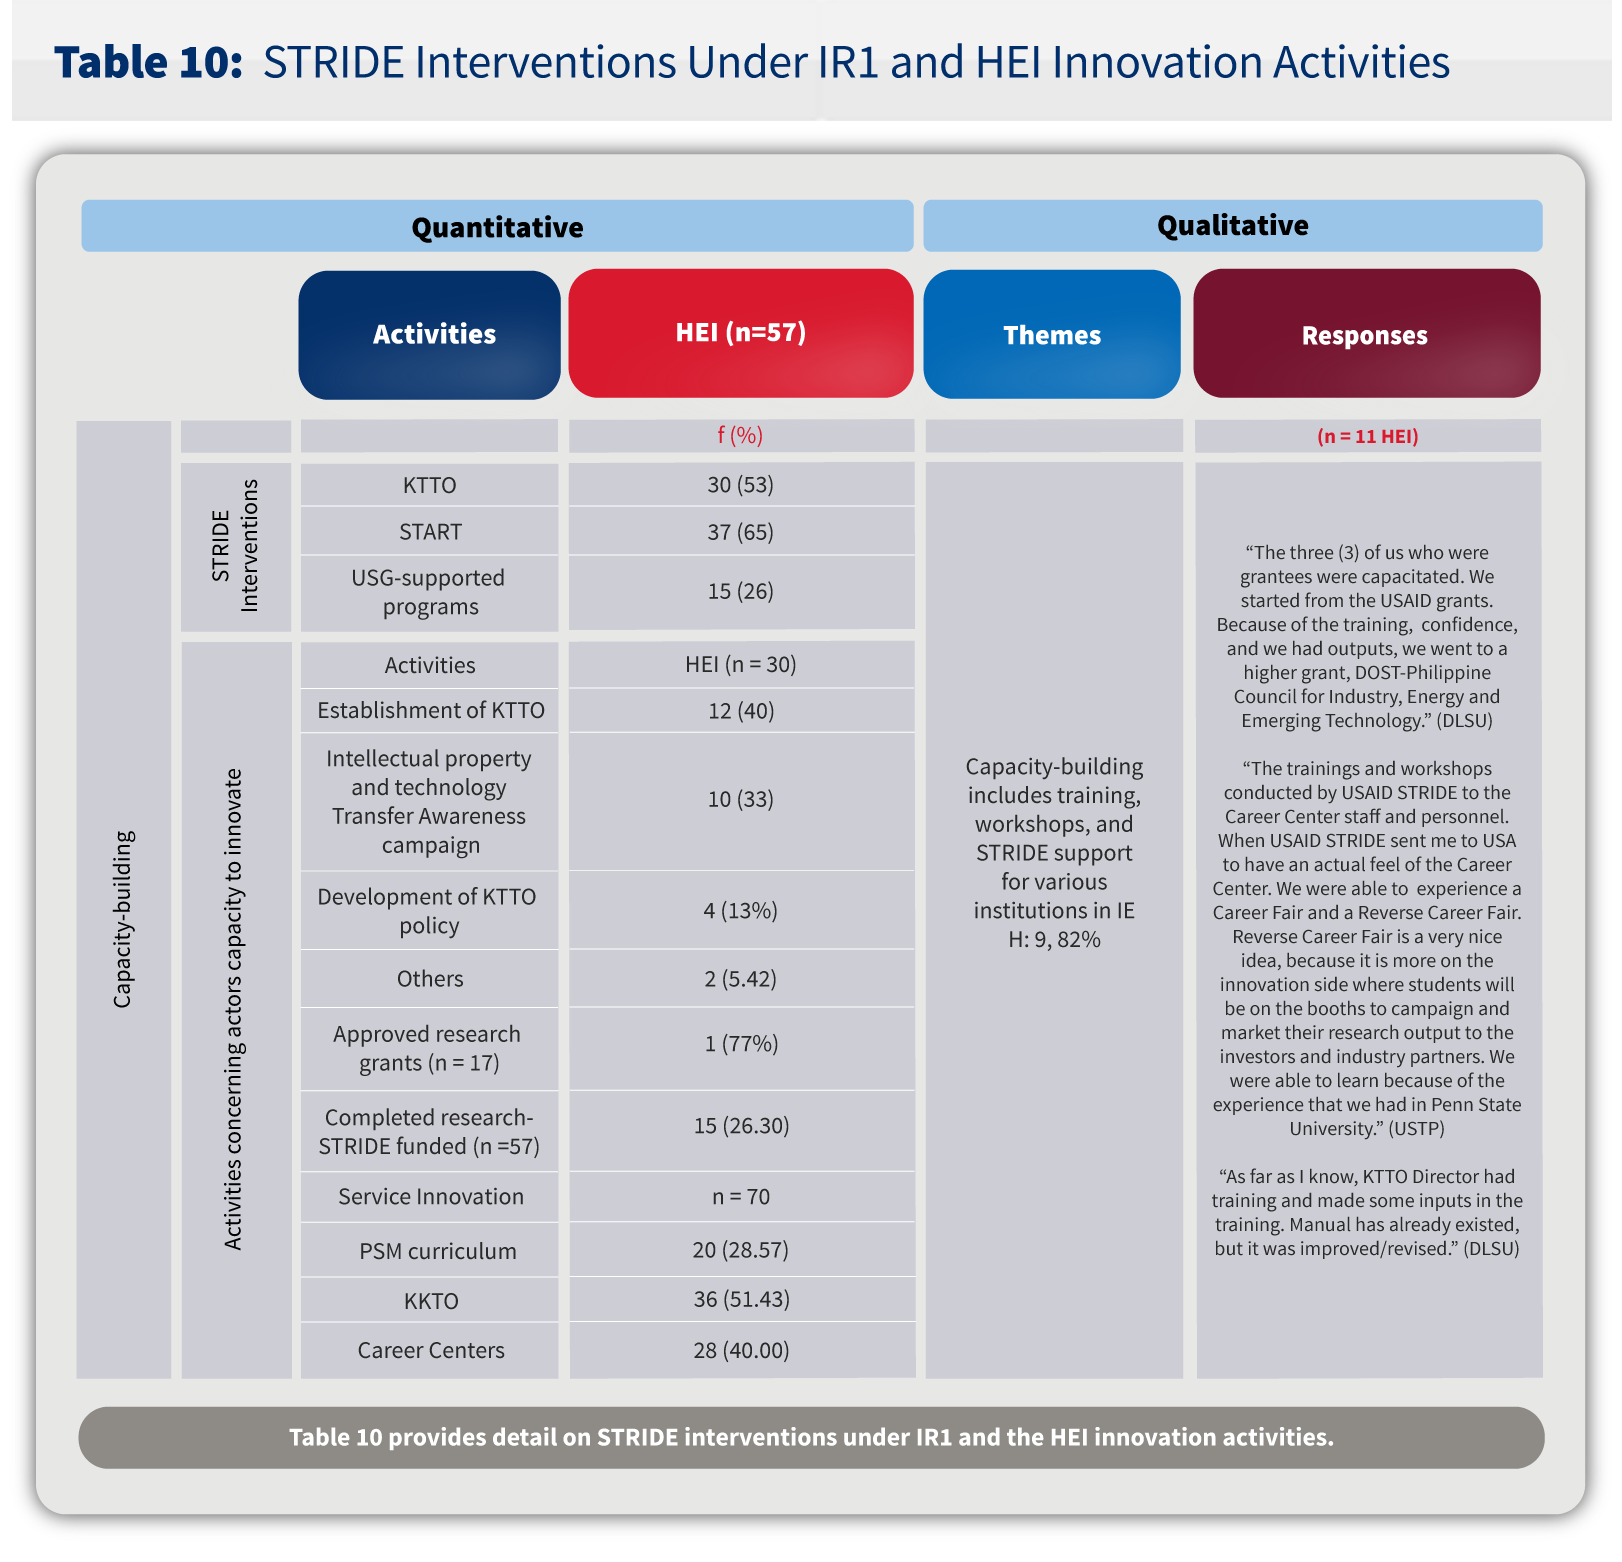 Table 10: STRIDE Interventions Under IR1 and HEI Innovation Activities
Quantitative
Qualitative
Activities
HEI (n=57)
Themes
Responses
f (%)
(n = 11 HEI)
Capacity-building
STRIDE
Interventions
KTTO
30 (53)
START
37 (65)
USG-supported
programs
15 (26)
Activities concerning actors capacity to innovate
Activities
HEI (n = 30)
Establishment of KTTO
12 (40)
Intellectual property
and technology
Transfer Awareness
campaign
10 (33)
Development of KTTO
policy
4 (13%)
Others
2 (5.42)
Approved research
grants (n = 17)
1 (77%)
Completed research-
STRIDE funded (n =57)
15 (26.30)
Service Innovation
n = 70
PSM curriculum
20 (28.57)
KKTO
36 (51.43)
Career Centers
28 (40.00)
Capacity-building
includes training,
workshops, and
STRIDE support
for various
institutions in IE
H: 9, 82%
“The three (3) of us who were
grantees were capacitated. We
started from the USAID grants.
Because of the training, confidence,
and we had outputs, we went to a
higher grant, DOST-Philippine
Council for Industry, Energy and
Emerging Technology.” (DLSU)
“The trainings and workshops
conducted by USAID STRIDE to the
Career Center staff and personnel.
When USAID STRIDE sent me to USA
to have an actual feel of the Career
Center. We were able to experience a
Career Fair and a Reverse Career Fair.
Reverse Career Fair is a very nice
idea, because it is more on the
innovation side where students will
be on the booths to campaign and
market their research output to the
investors and industry partners. We
were able to learn because of the
experience that we had in Penn State
University.” (USTP)
“As far as I know, KTTO Director had
training and made some inputs in the
training. Manual has already existed,
but it was improved/revised.” (DLSU)
Table 10 provides detail on STRIDE interventions under IR1 and the HEI innovation activities.